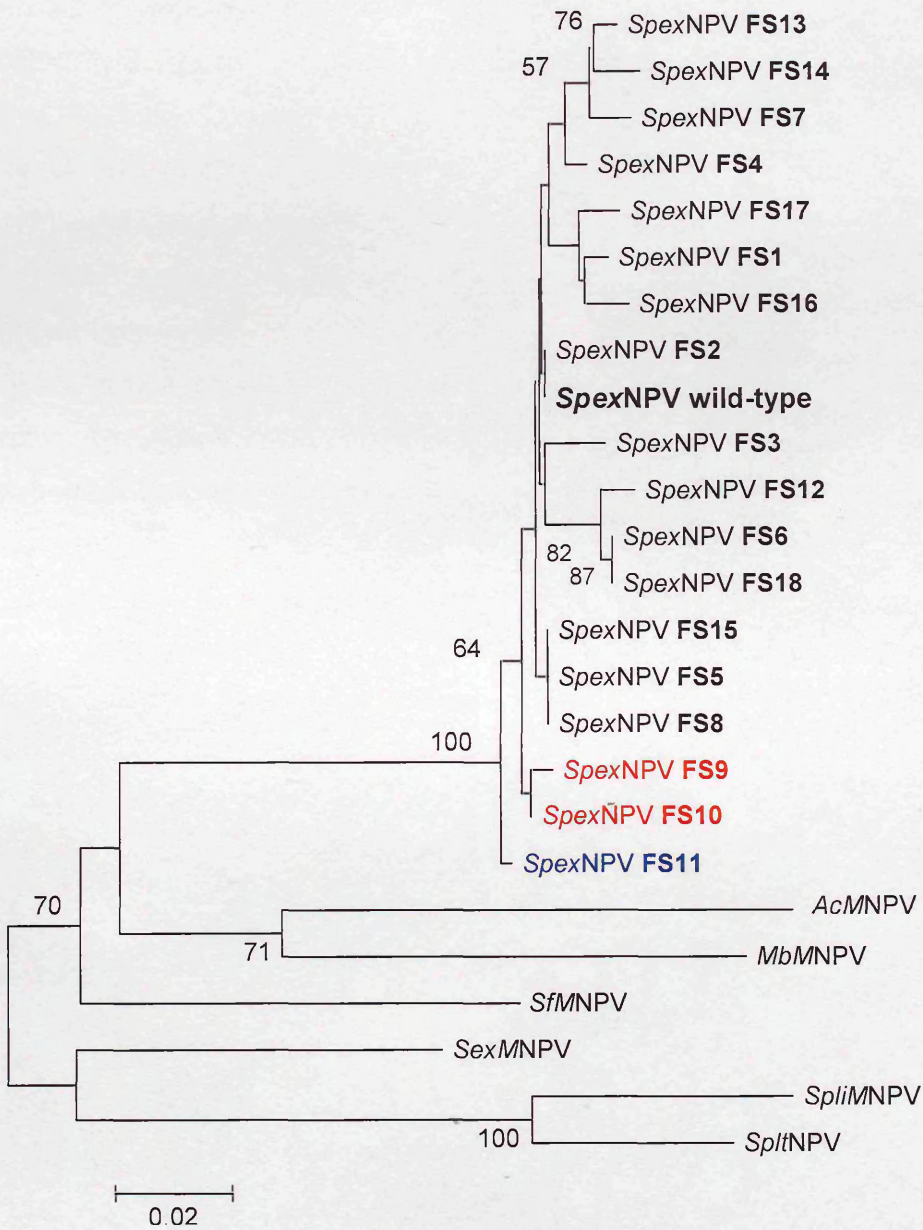 76
SpexNPV FS13
57
SpexNPV FS14
SpexNPV FS7
SpexNPV FS4
SpexNPV FS17
SpexNPV FS1
SpexNPV FS16
SpexNPV FS2
SpexNPV wild-type
SpexNPV FS3
SpexNPV FS12
SpexNPV FS6
82
87
SpexNPV FS18
SpexNPV FS15
64
SpexNPV FS5
SpexNPV FS8
100
SpexNPV FS9
SpexNPV FS10
SpexNPV FS11
70
AcMNPV
71
MbMNPV
SfMNPV
SexMNPV
SpliMNPV
100
SpltNPV
0.02